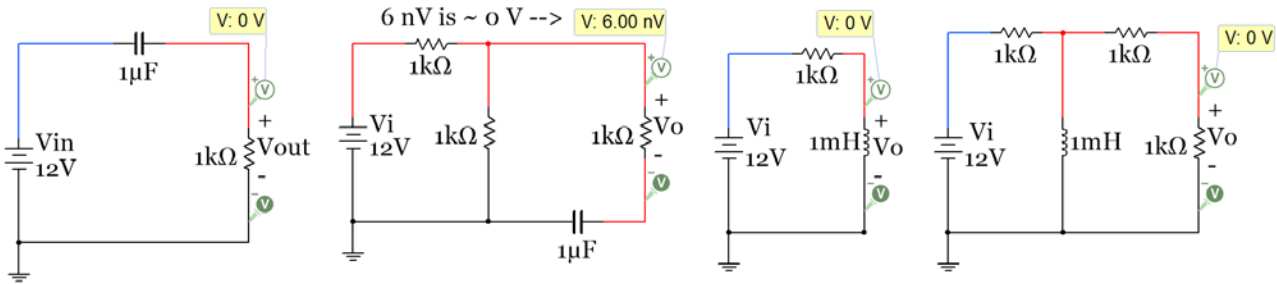 V: 0 V
1µF
Vin
12V
1kΩ
+
Vout
-
6 nV is ~ 0 V -->
V: 6.00 nV
1kΩ
Vi
12V
1kΩ
1kΩ
+
Vo
-
1µF
V: 0 V
1kΩ
Vi
12V
1mH
+
Vo
-
V: 0 V
1kΩ
1kΩ
Vi
12V
1mH
1kΩ
+
Vo
-